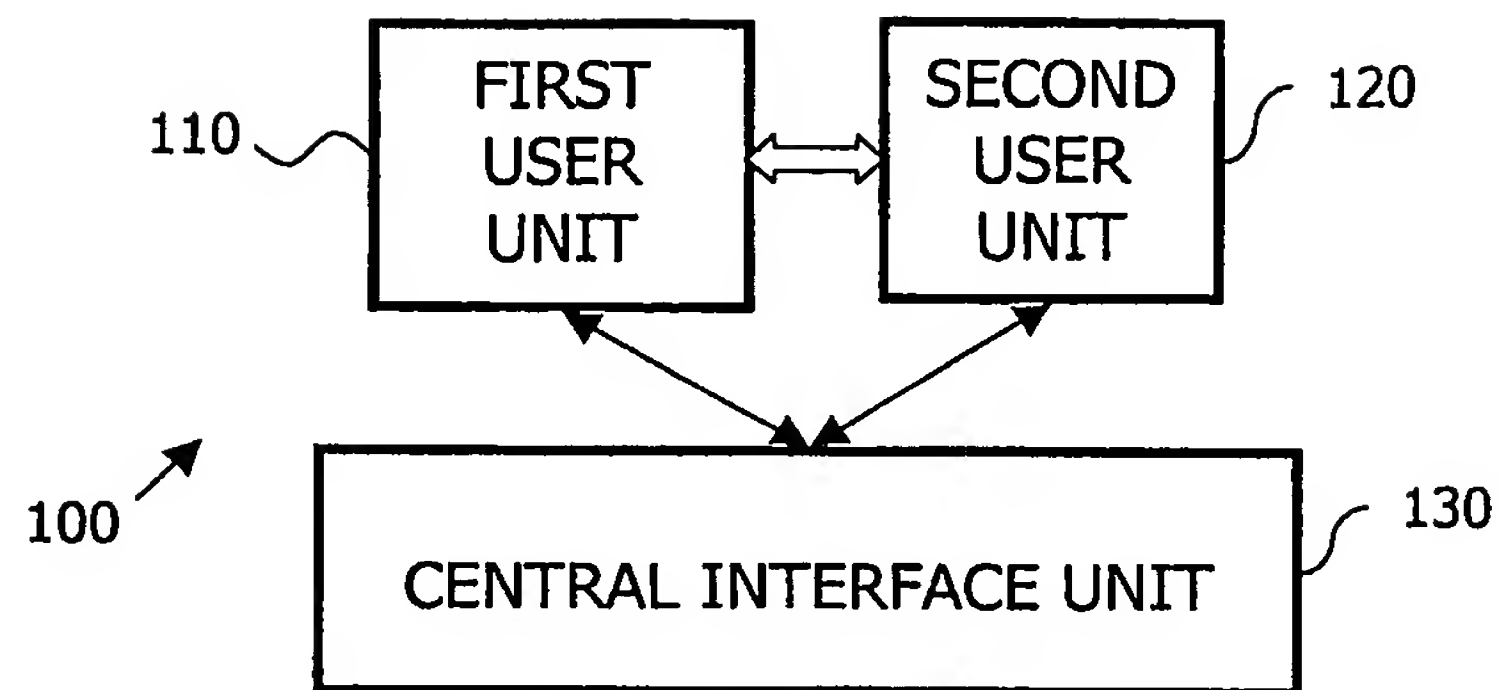 FIRST
USER
UNIT
SECOND
USER
UNIT
110
120
100
CENTRAL INTERFACE UNIT
130